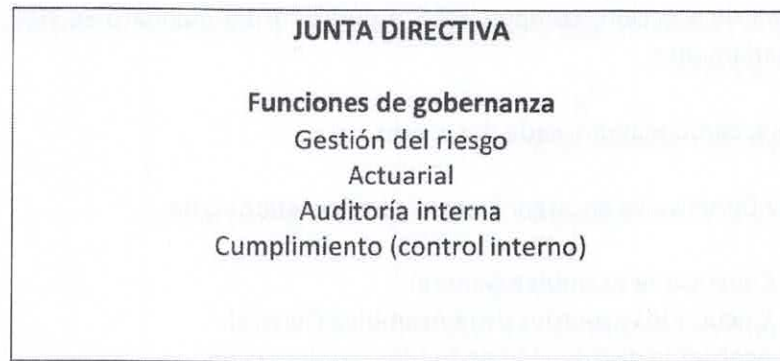 JUNTA DIRECTIVA
Funciones de gobernanza
Gestión del riesgo
Actuarial
Auditoría interna
Cumplimiento (control interno)